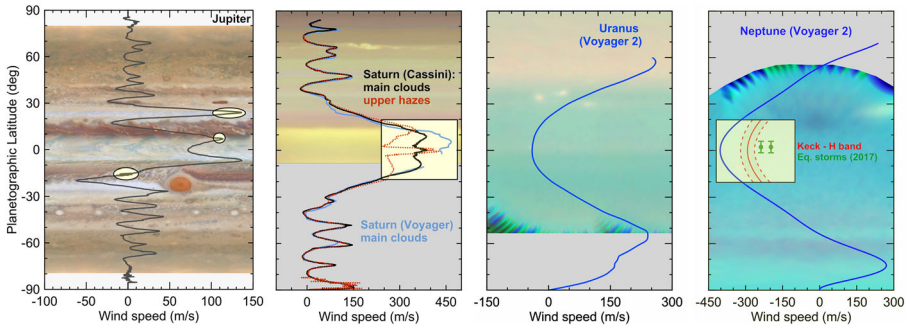 Jupiter
Planetographic Latitude (deg)
90
60
30
0
-30
-60
-90
-100
-50
0
50
100
150
Wind speed (m/s)
Saturn (Cassini):
main clouds
upper hazes
Saturn (Voyager)
main clouds
0
150
300
450
Wind speed (m/s)
Uranus
(Voyager 2)
-150
0
150
300
Wind speed (m/s)
Neptune (Voyager 2)
Keck - H band
Eq. storms (2017)
-450
-300
-150
0
150
300
Wind speed (m/s)